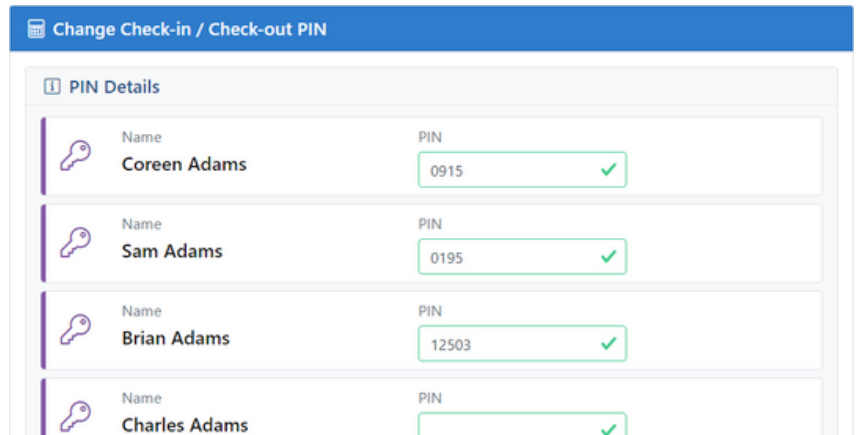 Change Check-in / Check-out PIN
PIN Details
Name PIN
Coreen Adams 0915
Name PIN
Sam Adams 0195
Name PIN
Brian Adams 12503
Name PIN
Charles Adams